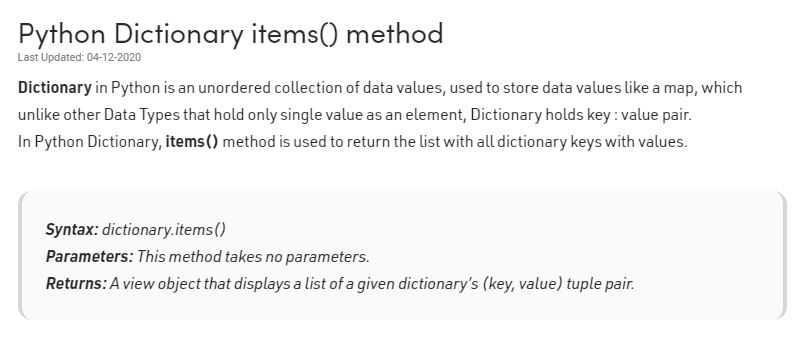 Python Dictionary items() method
Last Updated: 04-12-2020
Dictionary in Python is an unordered collection of data values, used to store data values like a map, which
unlike other Data Types that hold only single value as an element, Dictionary holds key : value pair.
In Python Dictionary, items() method is used to return the list with all dictionary keys with values.
Syntax: dictionary.items()
Parameters: This method takes no parameters.
Returns: A view object that displays a list of a given dictionary’s (key, value) tuple pair.